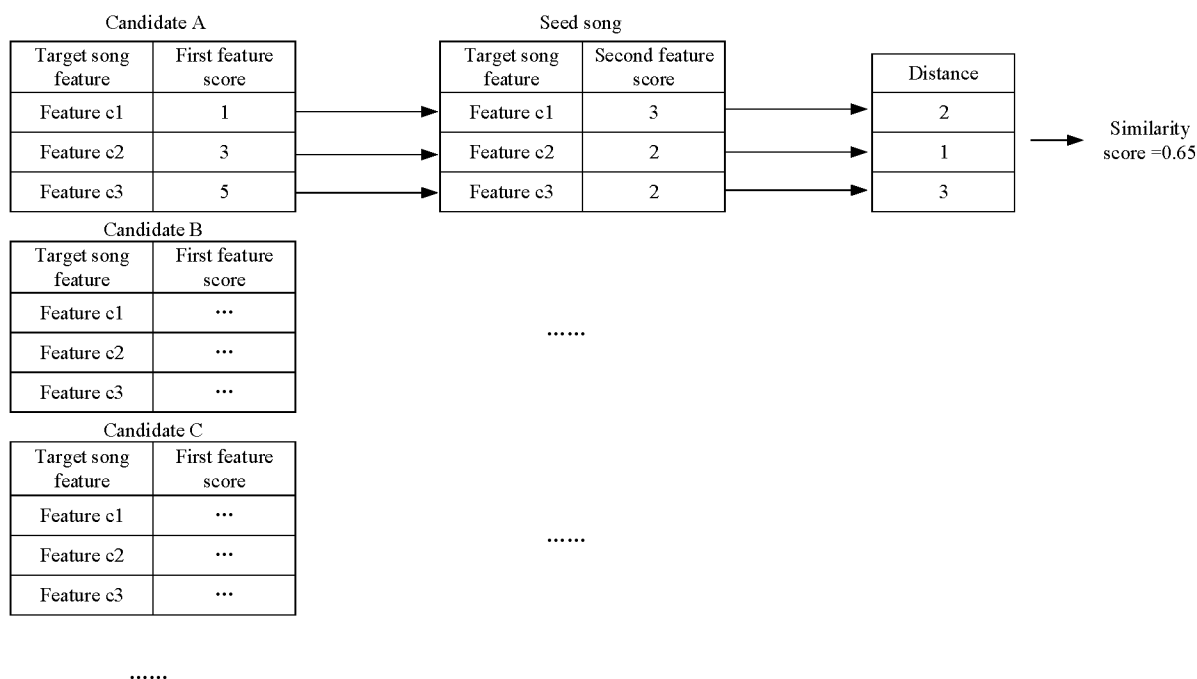 Candidate A
Target song feature First feature score
Feature c1 1
Feature c2 3
Feature c3 5
Seed song
Target song feature Second feature score
Feature c1 3
Feature c2 2
Feature c3 2
Distance
2
1
3
Similarity
score =0.65
Candidate B
Target song feature First feature score
Feature c1 ...
Feature c2 ...
Feature c3 ...
......
Candidate C
Target song feature First feature score
Feature c1 ...
Feature c2 ...
Feature c3 ...
......
......